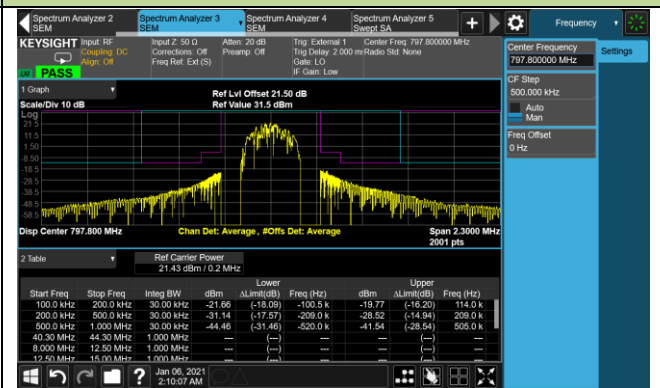 Spectrum Analyzer 2
SEM
Spectrum Analyzer 3
SEM
Spectrum Analyzer 4
SEM
Spectrum Analyzer 5
Swept SA
Frequency
KEYSIGHT
Input: RF
Coupling: DC
Align: Off
Input Z: 50 Ω
Corrections: Off
Freq Ref: Ext (S)
Atten: 20 dB
Preamp: Off
Trig: External 1
Trig Delay: 2.000 ms
Gate: LO
IF Gain: Low
Center Freq: 797.800000 MHz
Radio Std: None
PASS
Center Frequency
797.800000 MHz
Settings
CF Step
500.000 kHz
Auto
Man
Freq Offset
0 Hz
1 Graph
Scale/Div 10 dB
Ref Lvl Offset 21.50 dB
Ref Value 31.5 dBm
Log
21.5
11.5
1.50
-8.50
-18.5
-28.5
-38.5
-48.5
-58.5
Disp Center 797.800 MHz
Chan Det: Average, #Offs Det: Average
Span 2.3000 MHz
2001 pts
2 Table
Ref Carrier Power
21.43 dBm / 0.2 MHz
Lower Upper
Start Freq Stop Freq Integ BW dBm ΔLimit(dB) Freq (Hz) dBm ΔLimit(dB) Freq (Hz)
100.0 kHz 200.0 kHz 30.00 kHz -21.66 (-18.09) -100.5 k -19.77 (-16.20) 114.0 k
200.0 kHz 500.0 kHz 30.00 kHz -31.14 (-17.57) -209.0 k -28.52 (-14.94) 209.0 k
500.0 kHz 1.000 MHz 30.00 kHz -44.46 (-31.46) -520.0 k -41.54 (-28.54) 505.0 k
40.30 MHz 44.30 MHz 1.000 MHz --- (---) --- --- (---) ---
8.000 MHz 12.50 MHz 1.000 MHz --- (---) --- --- (---) ---
12.50 MHz 15.00 MHz 1.000 MHz --- (---) --- --- (---) ---
Jan 06, 2021
2:10:07 AM